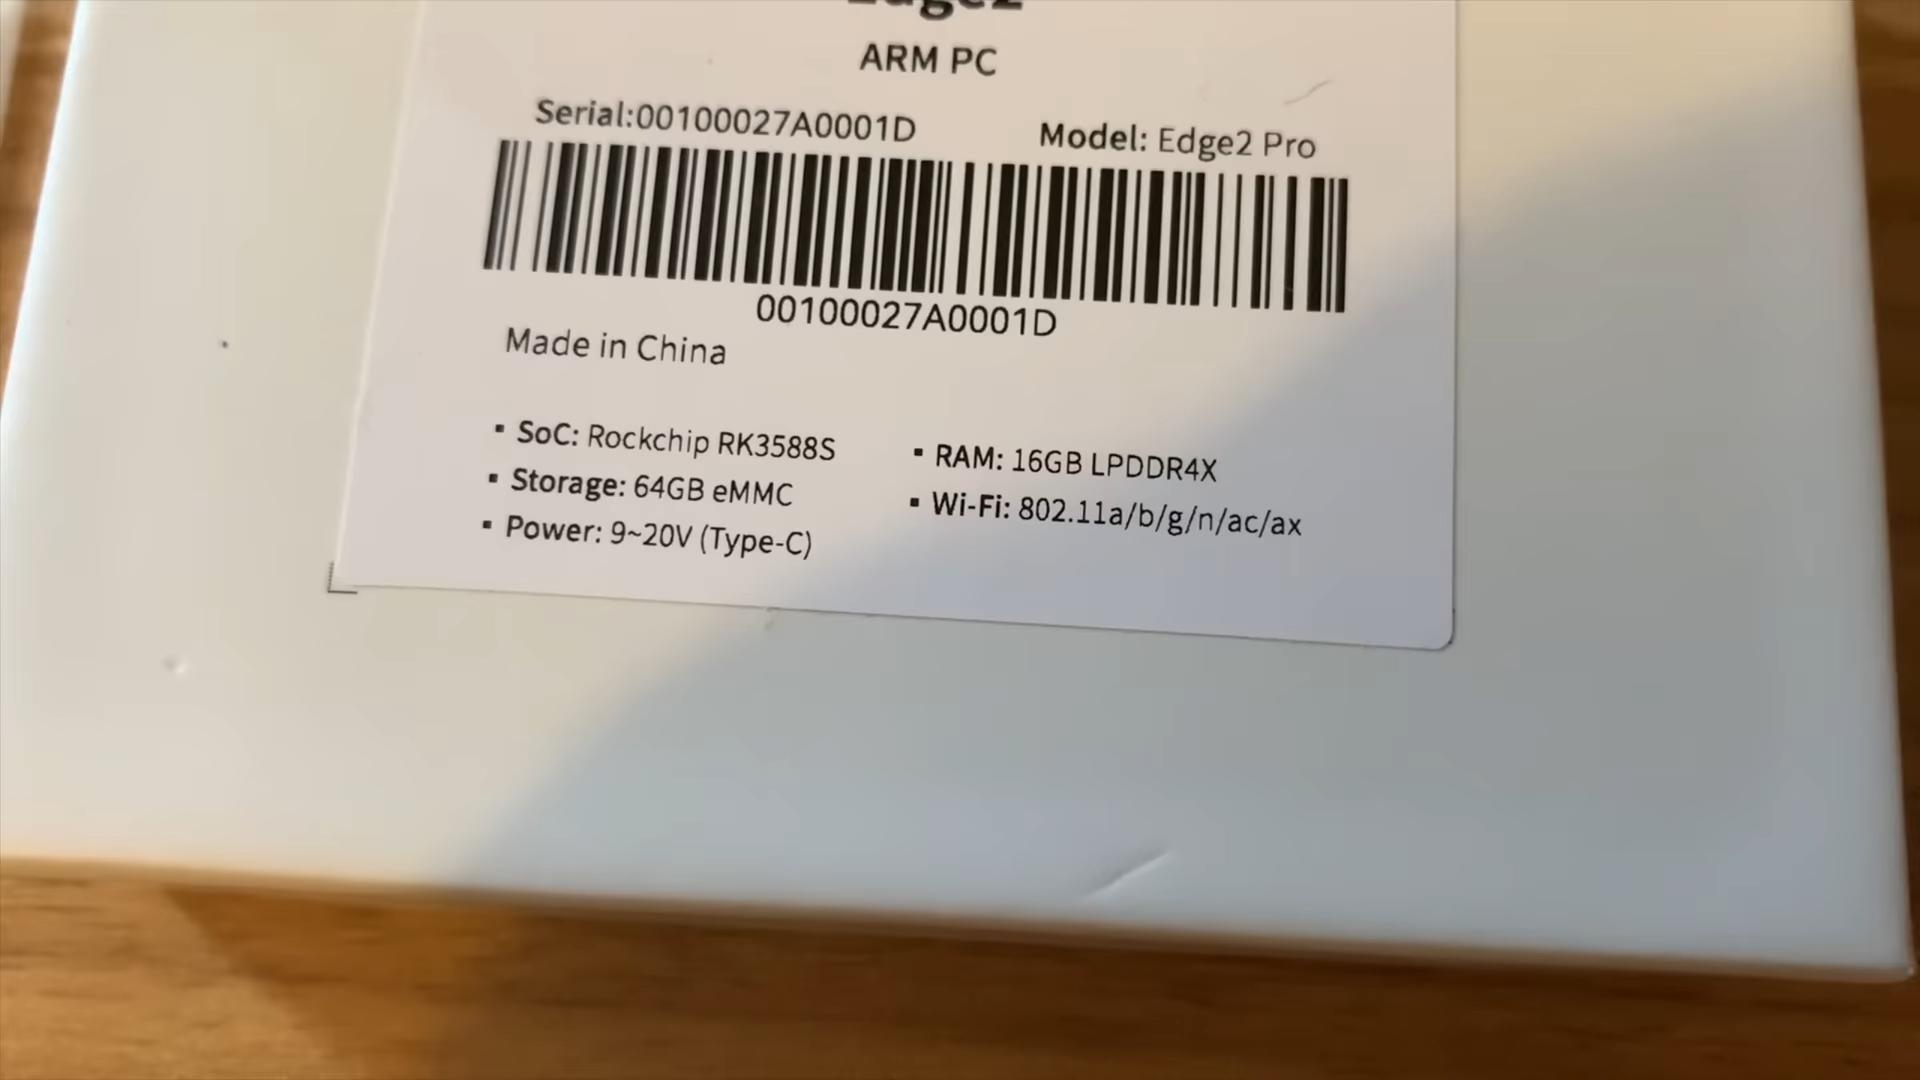 Edge2
ARM PC
Serial:00100027A0001D
Model: Edge2 Pro
00100027A0001D
Made in China
▪ SoC: Rockchip RK3588S
▪ RAM: 16GB LPDDR4X
▪ Storage: 64GB eMMC
▪ Wi-Fi: 802.11a/b/g/n/ac/ax
▪ Power: 9~20V (Type-C)